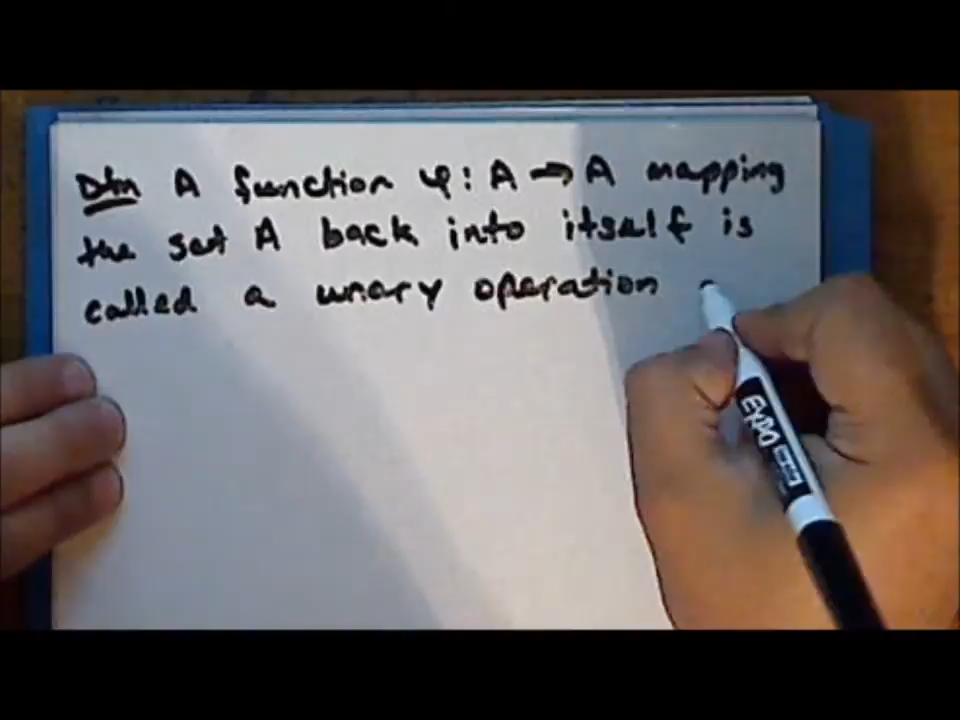 Dfn A function φ: A → A mapping
the set A back into itself is
called a unary operation
EXPO